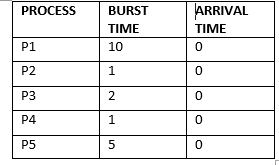 PROCESS BURST TIME ARRIVAL TIME
P1 10 0
P2 1 0
P3 2 0
P4 1 0
P5 5 0